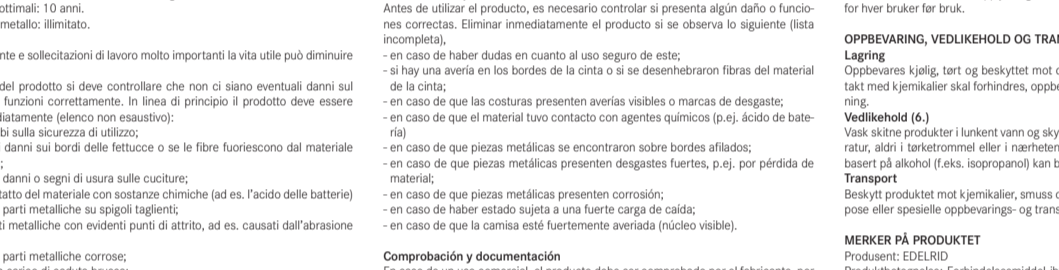 ottimali: 10 anni.
metallo: illimitato.
nte e sollecitazioni di lavoro molto importanti la vita utile può diminuire
del prodotto si deve controllare che non ci siano eventuali danni sul
funzioni correttamente. In linea di principio il prodotto deve essere
diatamente (elenco non esaustivo):
bi sulla sicurezza di utilizzo;
danni sui bordi delle fettucce o se le fibre fuoriescono dal materiale
;
danni o segni di usura sulle cuciture;
tatto del materiale con sostanze chimiche (ad es. l'acido delle batterie)
parti metalliche su spigoli taglienti;
ti metalliche con evidenti punti di attrito, ad es. causati dall'abrasione
parti metalliche corrose;
Antes de utilizar el producto, es necesario controlar si presenta algún daño o funcio-
nes correctas. Eliminar inmediatamente el producto si se observa lo siguiente (lista
incompleta),
- en caso de haber dudas en cuanto al uso seguro de este;
- si hay una avería en los bordes de la cinta o si se desenhebraron fibras del material
de la cinta;
- en caso de que las costuras presenten averías visibles o marcas de desgaste;
- en caso de que el material tuvo contacto con agentes químicos (p.ej. ácido de bate-
ría)
- en caso de que piezas metálicas se encontraron sobre bordes afilados;
- en caso de que piezas metálicas presenten desgastes fuertes, p.ej. por pérdida de
material;
- en caso de que piezas metálicas presenten corrosión;
- en caso de haber estado sujeta a una fuerte carga de caída;
- en caso de que la camisa esté fuertemente averiada (núcleo visible).
Comprobación y documentación
for hver bruker før bruk.
OPPBEVARING, VEDLIKEHOLD OG TRA
Lagring
Oppbevares kjølig, tørt og beskyttet mot
takt med kjemikalier skal forhindres, oppbe
ning.
Vedlikehold (6.)
Vask skitne produkter i lunkent vann og sky
ratur, aldri i tørketrommel eller i nærheten
basert på alkohol (f.eks. isopropanol) kan b
Transport
Beskytt produktet mot kjemikalier, smuss o
pose eller spesielle oppbevarings- og trans
MERKER PÅ PRODUKTET
Produsent: EDELRID